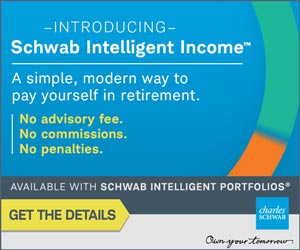 –INTRODUCING–
Schwab Intelligent Income™
A simple, modern way to
pay yourself in retirement.
No advisory fee.
No commissions.
No penalties.
AVAILABLE WITH SCHWAB INTELLIGENT PORTFOLIOS®
GET THE DETAILS
charles
SCHWAB
Own your tomorrow.